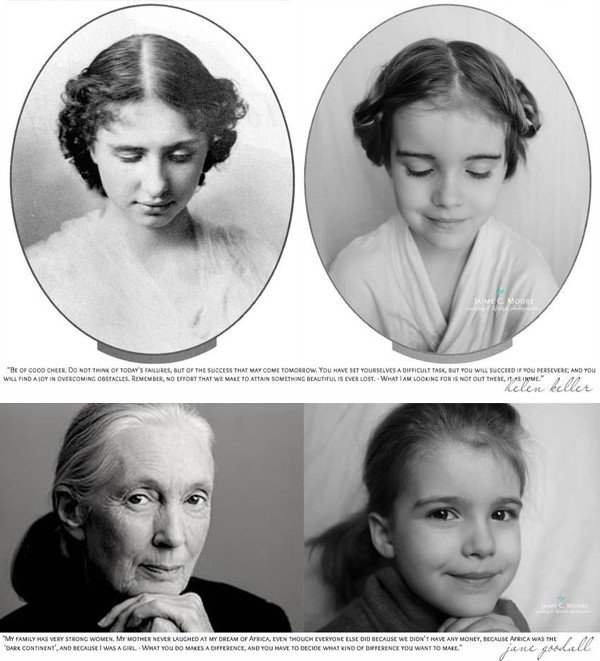 JAIME C. MOORE
wedding & lifestyle photographer
"BE OF GOOD CHEER. DO NOT THINK OF TODAY'S FAILURES, BUT OF THE SUCCESS THAT MAY COME TOMORROW. YOU HAVE SET YOURSELVES A DIFFICULT TASK, BUT YOU WILL SUCCEED IF YOU PERSEVERE; AND YOU
WILL FIND A JOY IN OVERCOMING OBSTACLES. REMEMBER, NO EFFORT THAT WE MAKE TO ATTAIN SOMETHING BEAUTIFUL IS EVER LOST. - WHAT I AM LOOKING FOR IS NOT OUT THERE, IT IS IN ME."
helen keller
JAIME C. MOORE
wedding & lifestyle photographer
"MY FAMILY HAS VERY STRONG WOMEN. MY MOTHER NEVER LAUGHED AT MY DREAM OF AFRICA, EVEN THOUGH EVERYONE ELSE DID BECAUSE WE DIDN'T HAVE ANY MONEY, BECAUSE AFRICA WAS THE
'DARK CONTINENT', AND BECAUSE I WAS A GIRL. - WHAT YOU DO MAKES A DIFFERENCE, AND YOU HAVE TO DECIDE WHAT KIND OF DIFFERENCE YOU WANT TO MAKE."
jane goodall